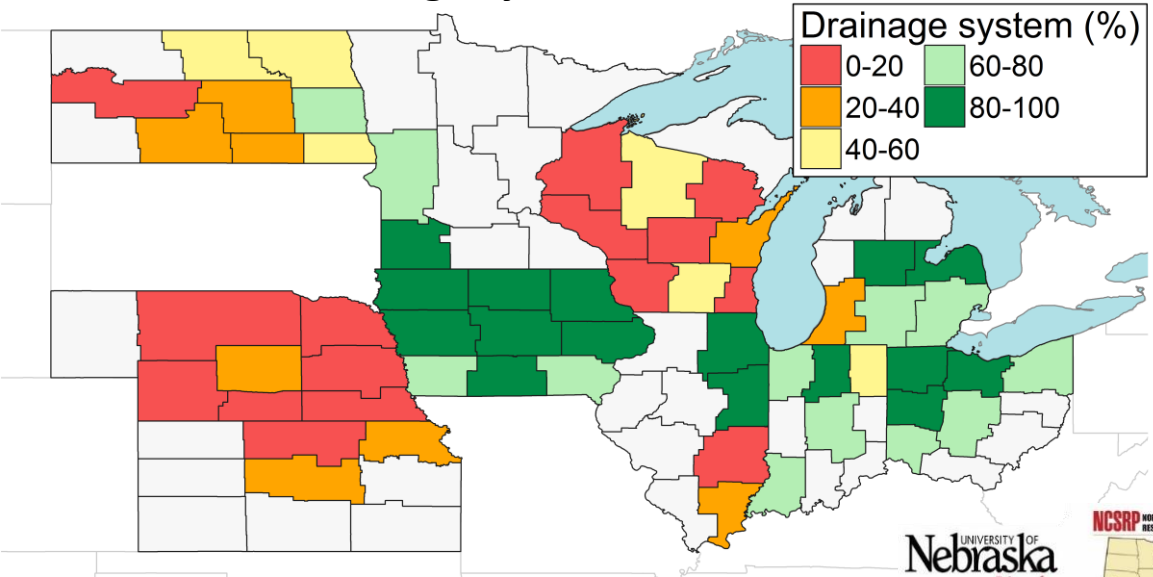 Drainage system (%)
0-20 60-80
20-40 80-100
40-60
UNIVERSITY OF
Nebraska
NCSRP